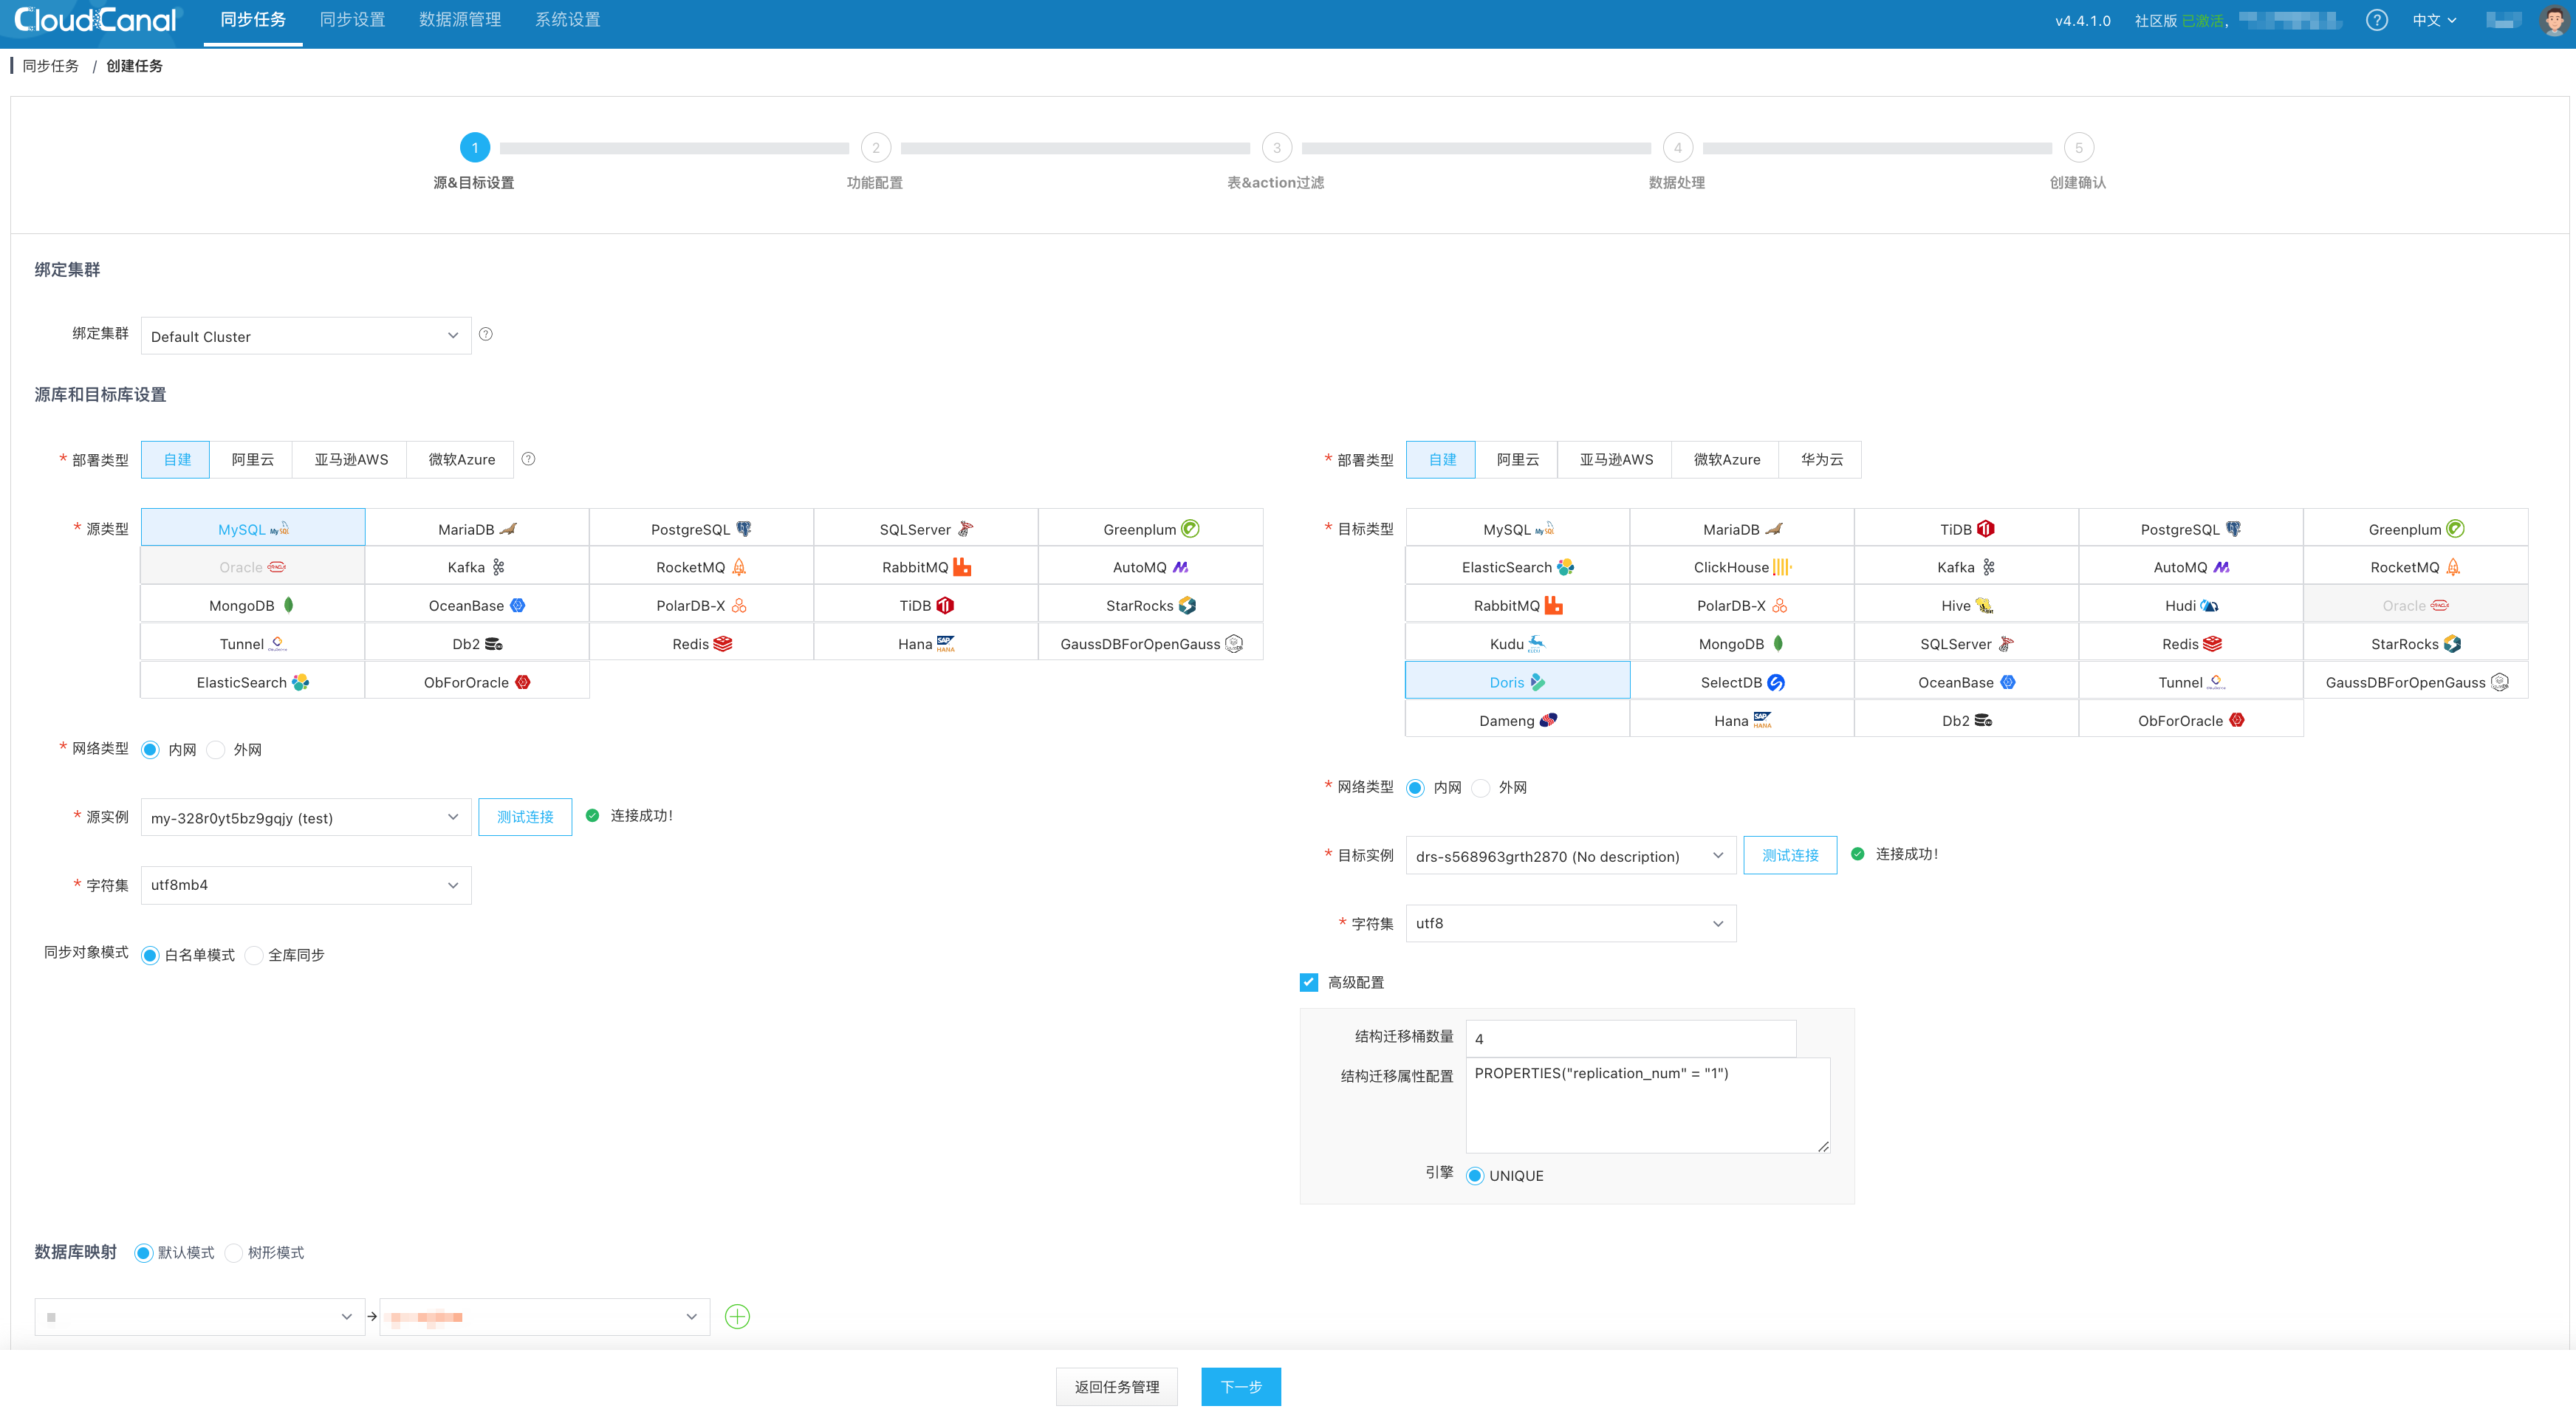 CloudCanal 同步任务 同步设置 数据源管理 系统设置 v4.4.1.0 社区版 已激活, 中文
同步任务 / 创建任务
1 2 3 4 5
源&目标设置 功能配置 表&action过滤 数据处理 创建确认
绑定集群
绑定集群 Default Cluster
源库和目标库设置
* 部署类型 自建 阿里云 亚马逊AWS 微软Azure
* 源类型 MySQL MariaDB PostgreSQL SQLServer Greenplum
Oracle Kafka RocketMQ RabbitMQ AutoMQ
MongoDB OceanBase PolarDB-X TiDB StarRocks
Tunnel Db2 Redis Hana GaussDBForOpenGauss
ElasticSearch ObForOracle
* 网络类型 内网 外网
* 源实例 my-328r0yt5bz9gqjy (test) 测试连接 连接成功!
* 字符集 utf8mb4
同步对象模式 白名单模式 全库同步
* 部署类型 自建 阿里云 亚马逊AWS 微软Azure 华为云
* 目标类型 MySQL MariaDB TiDB PostgreSQL Greenplum
ElasticSearch ClickHouse Kafka AutoMQ RocketMQ
RabbitMQ PolarDB-X Hive Hudi Oracle
Kudu MongoDB SQLServer Redis StarRocks
Doris SelectDB OceanBase Tunnel GaussDBForOpenGauss
Dameng Hana Db2 ObForOracle
* 网络类型 内网 外网
* 目标实例 drs-s568963grth2870 (No description) 测试连接 连接成功!
* 字符集 utf8
高级配置
结构迁移桶数量 4
结构迁移属性配置 PROPERTIES("replication_num" = "1")
引擎 UNIQUE
数据库映射 默认模式 树形模式
返回任务管理 下一步